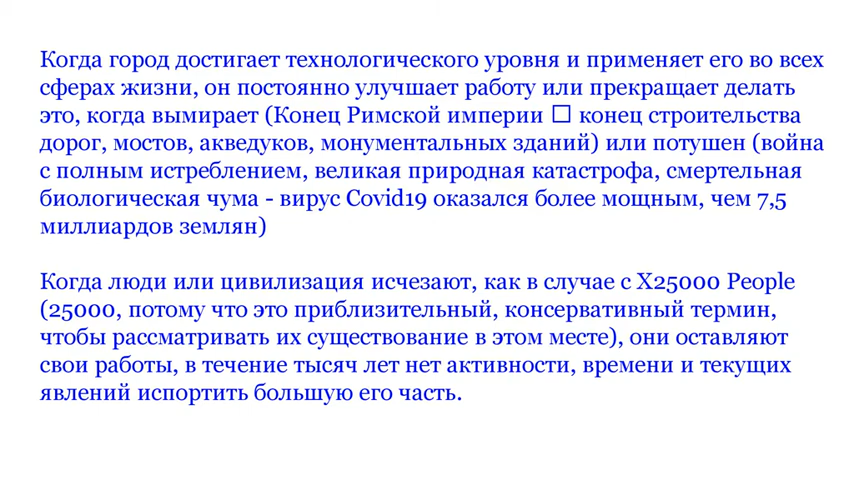 Когда город достигает технологического уровня и применяет его во всех
сферах жизни, он постоянно улучшает работу или прекращает делать
это, когда вымирает (Конец Римской империи □ конец строительства
дорог, мостов, акведуков, монументальных зданий) или потушен (война
с полным истреблением, великая природная катастрофа, смертельная
биологическая чума - вирус Covid19 оказался более мощным, чем 7,5
миллиардов землян)
Когда люди или цивилизация исчезают, как в случае с X25000 People
(25000, потому что это приблизительный, консервативный термин,
чтобы рассматривать их существование в этом месте), они оставляют
свои работы, в течение тысяч лет нет активности, времени и текущих
явлений испортить большую его часть.